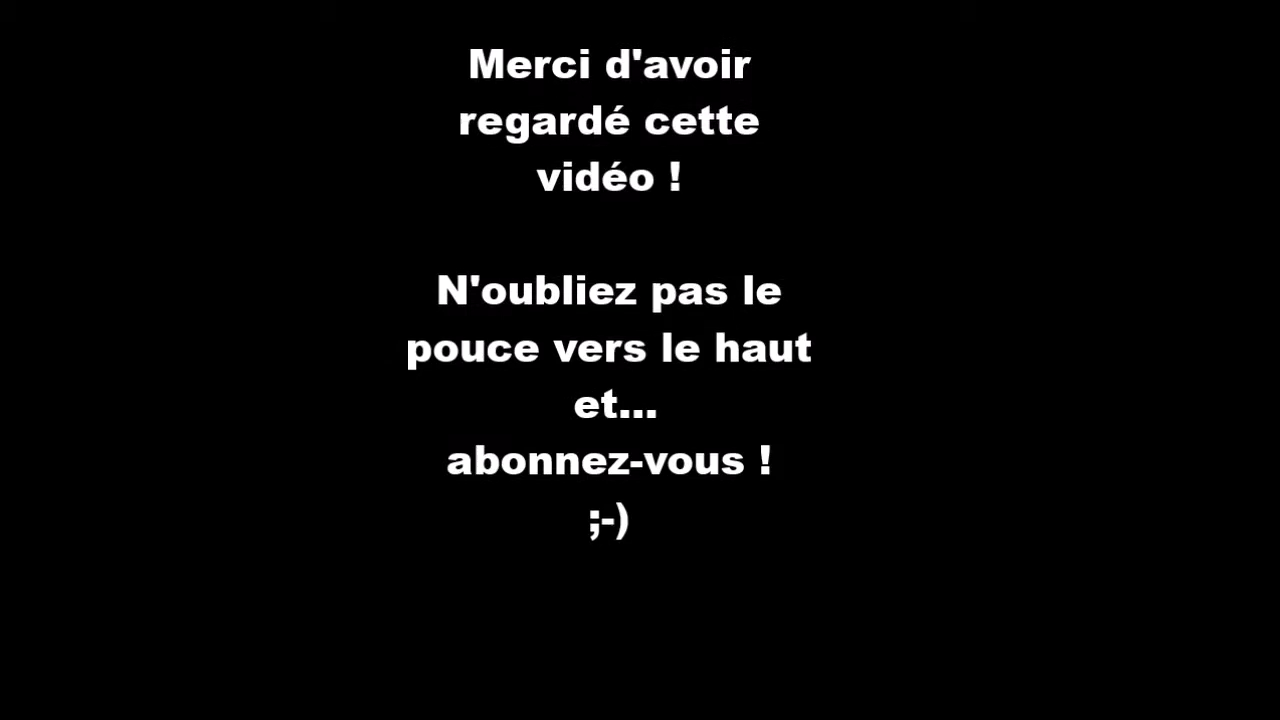 Merci d'avoir
regardé cette
vidéo !
N'oubliez pas le
pouce vers le haut
et...
abonnez-vous !
;-)